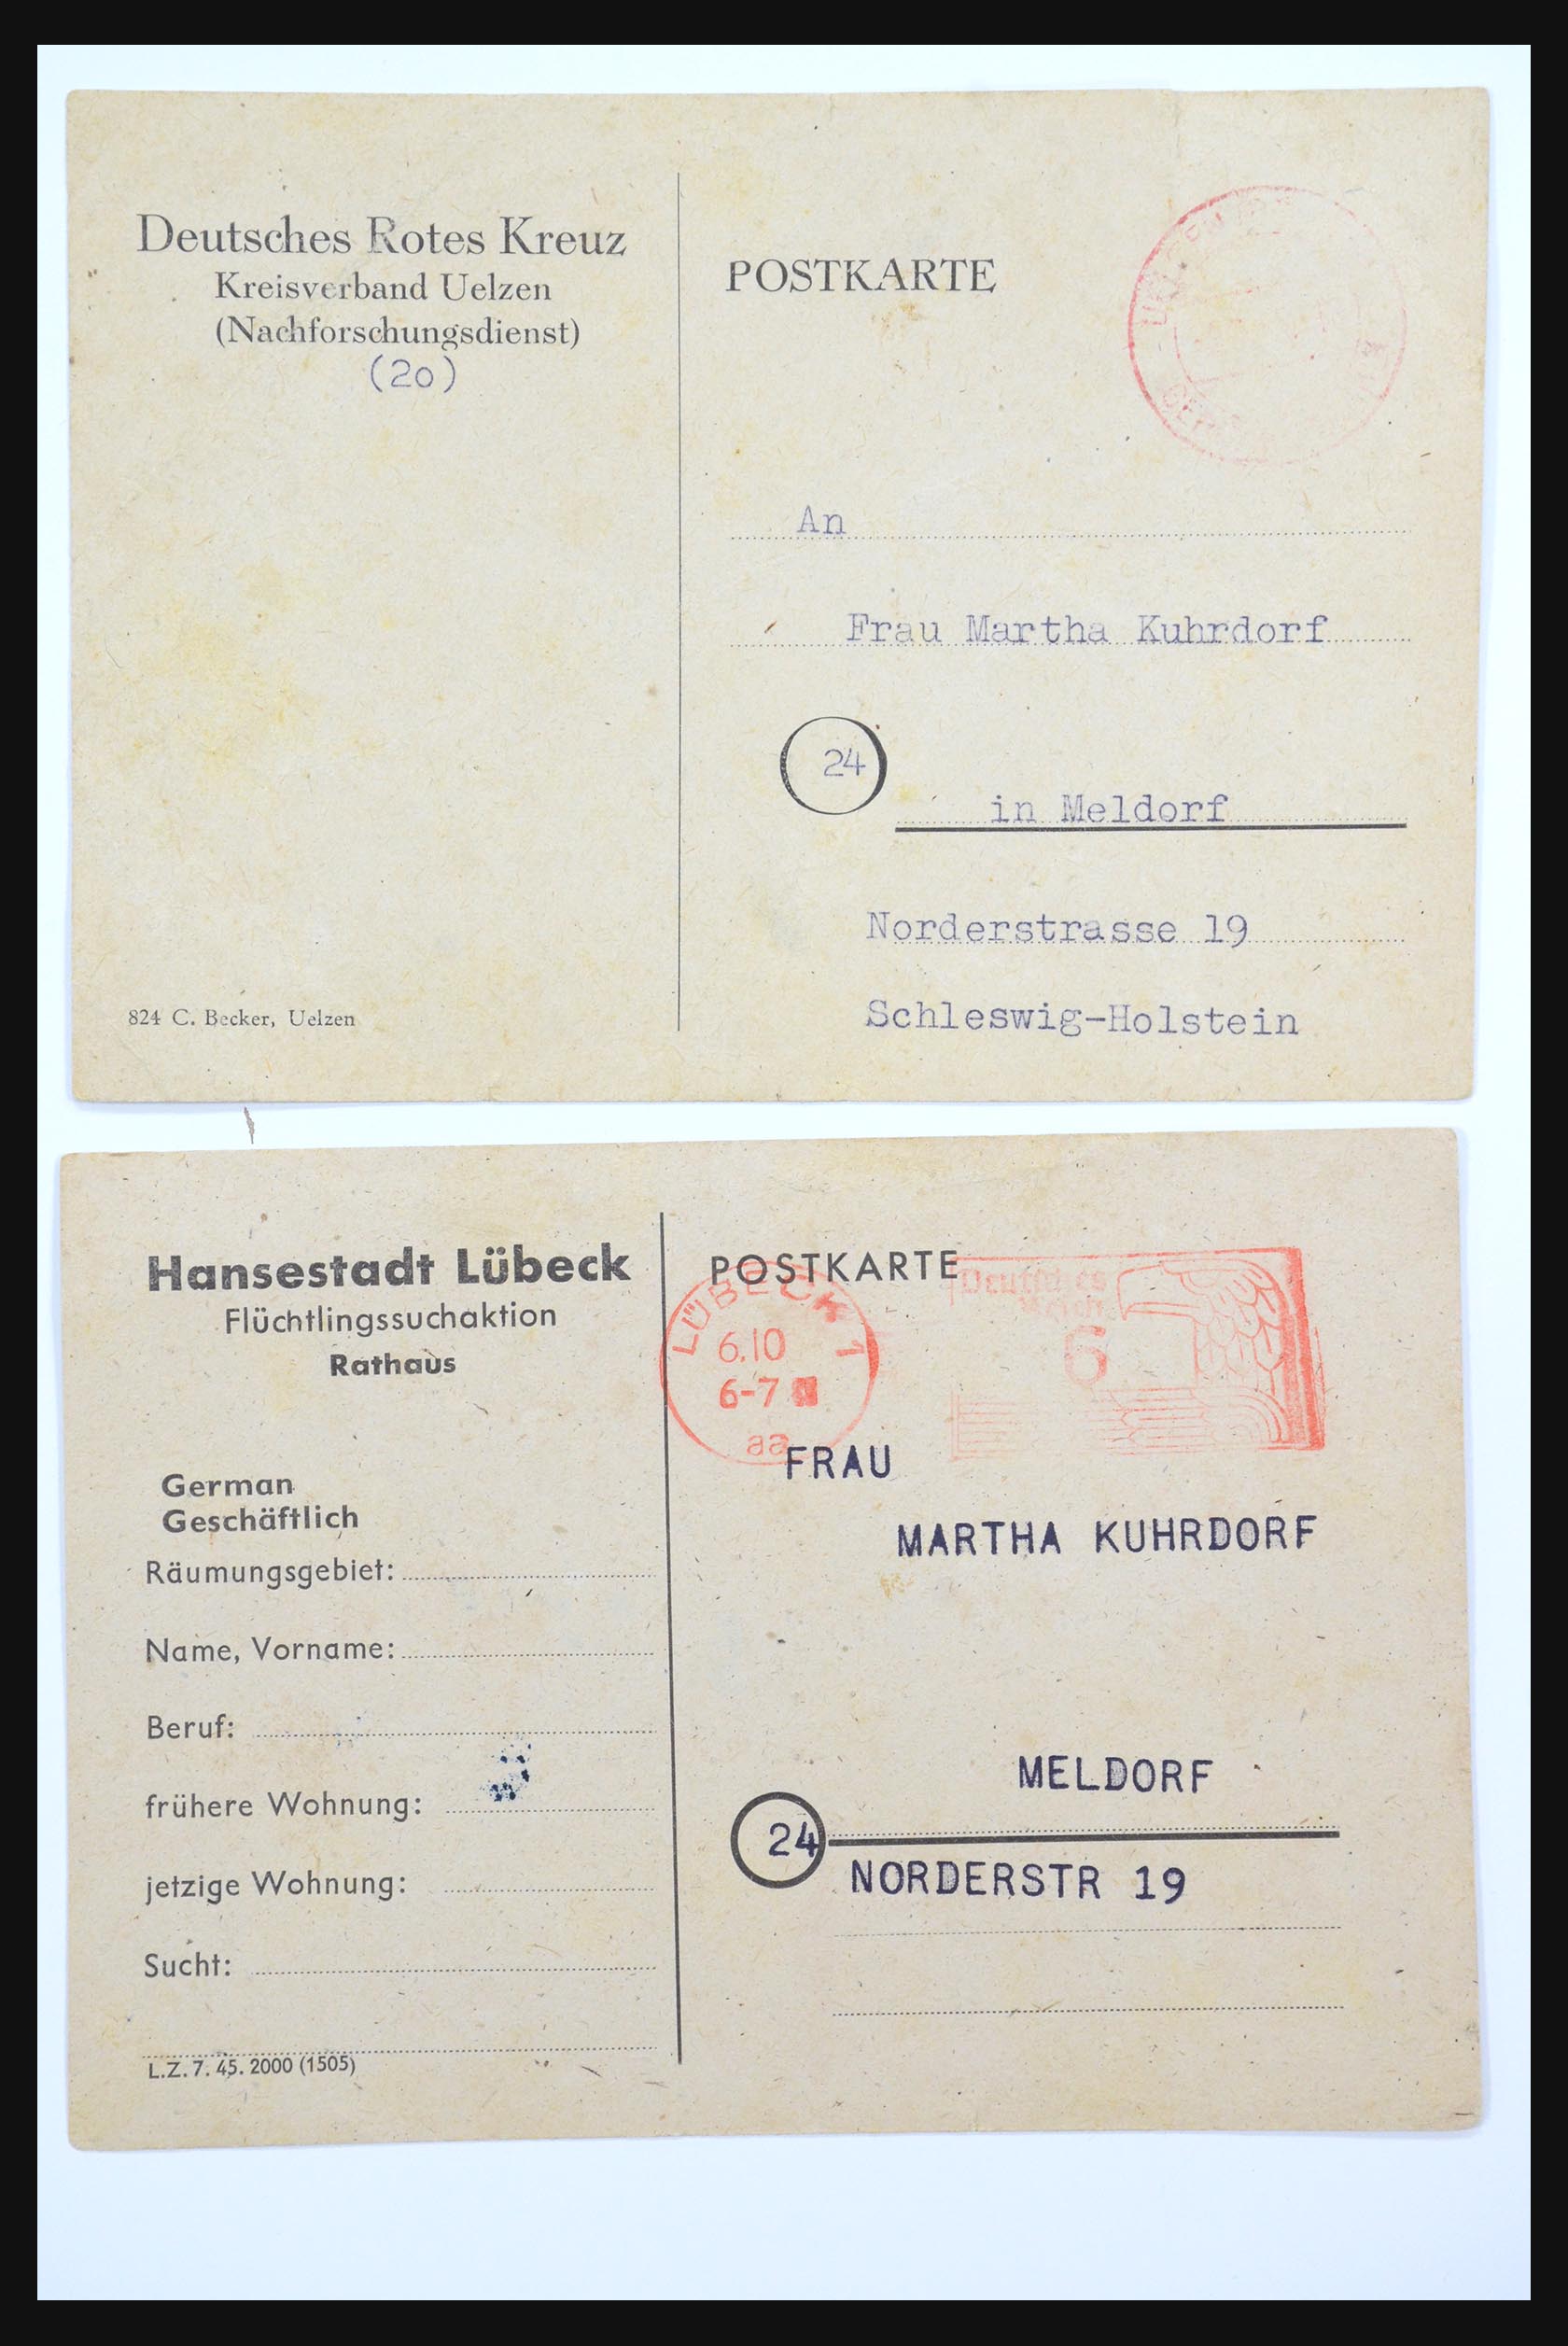 Deutsches Rotes Kreuz
Kreisverband Uelzen
(Nachforschungsdienst)
(20)
824 C. Becker, Uelzen
POSTKARTE
An
Frau Martha Kuhrdorf
24
in Meldorf
Norderstrasse 19
Schleswig-Holstein
Hansestadt Lübeck
Flüchtlingssuchaktion
Rathaus
German
Geschäftlich
Räumungsgebiet:
Name, Vorname:
Beruf:
frühere Wohnung:
jetzige Wohnung:
Sucht:
L.Z. 7. 45. 2000 (1505)
POSTKARTE
LÜBECK 1
6.10
6-7
aa
Deutsches
Reich
6
FRAU
MARTHA KUHRDORF
MELDORF
24
NORDERSTR 19